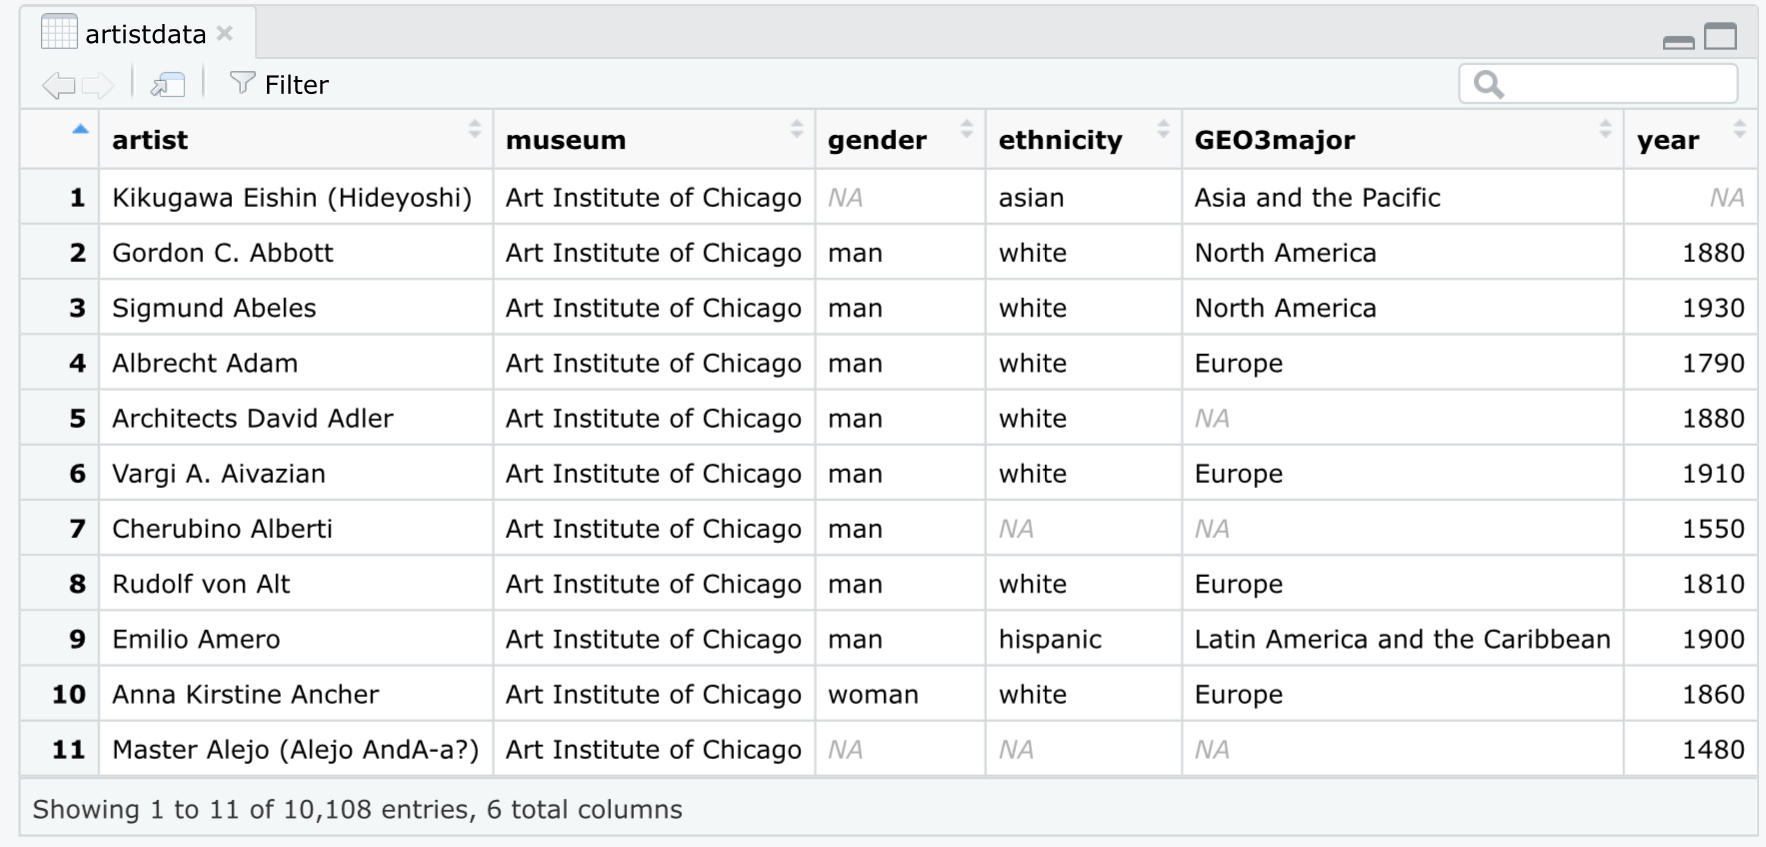 artistdata
Filter
artist museum gender ethnicity GEO3major year
1 Kikugawa Eishin (Hideyoshi) Art Institute of Chicago NA asian Asia and the Pacific NA
2 Gordon C. Abbott Art Institute of Chicago man white North America 1880
3 Sigmund Abeles Art Institute of Chicago man white North America 1930
4 Albrecht Adam Art Institute of Chicago man white Europe 1790
5 Architects David Adler Art Institute of Chicago man white NA 1880
6 Vargi A. Aivazian Art Institute of Chicago man white Europe 1910
7 Cherubino Alberti Art Institute of Chicago man NA NA 1550
8 Rudolf von Alt Art Institute of Chicago man white Europe 1810
9 Emilio Amero Art Institute of Chicago man hispanic Latin America and the Caribbean 1900
10 Anna Kirstine Ancher Art Institute of Chicago woman white Europe 1860
11 Master Alejo (Alejo AndA-a?) Art Institute of Chicago NA NA NA 1480
Showing 1 to 11 of 10,108 entries, 6 total columns